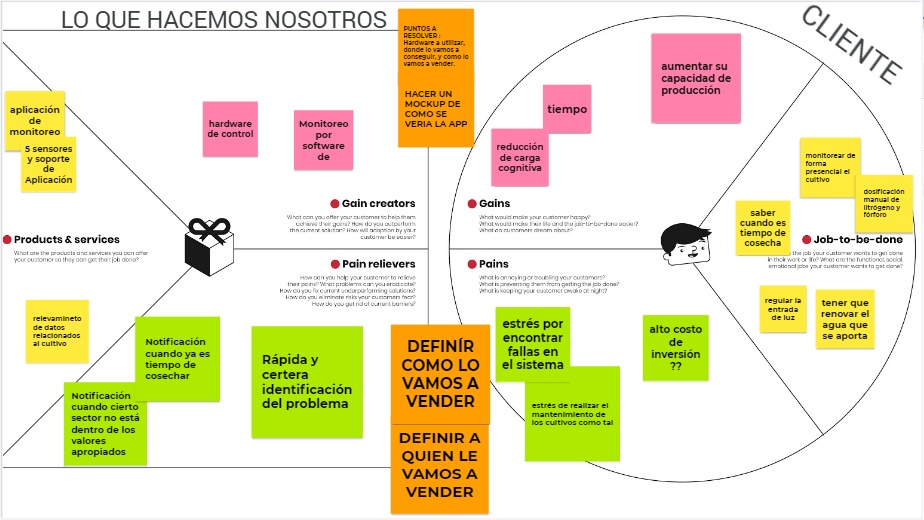 LO QUE HACEMOS NOSOTROS
CLIENTE
PUNTOS A
RESOLVER :
Hardware a utilizar,
donde lo vamos a
conseguir, y como lo
vamos a vender.
HACER UN
MOCKUP DE
COMO SE
VERIA LA APP
aplicación
de
monitoreo
5 sensores
y soporte
de
Aplicación
hardware
de control
Monitoreo
por
software
de
Gain creators
What can you offer your customer to help them
achieve their gains? How do you outperform
the current solution? How will adoption by your
customer be easier?
Products & services
What are the products and services you can offer
your customer so they can get their job done?
Pain relievers
How can you help your customer to relieve
their pains? What problems can you eradicate?
How do you fix current underperforming solutions?
How do you eliminate risks your customers fear?
How do you get rid of current barriers?
relevamineto
de datos
relacionados
al cultivo
Notificación
cuando ya es
tiempo de
cosechar
Notificación
cuando cierto
sector no está
dentro de los
valores
apropiados
Rápida y
certera
identificación
del problema
DEFINÍR
COMO LO
VAMOS A
VENDER
DEFINIR A
QUIEN LE
VAMOS A
VENDER
aumentar su
capacidad de
producción
tiempo
reducción
de carga
cognitiva
Gains
What would make your customer happy?
What would make their life and the job-to-be-done easier?
What do customer dream about?
Pains
What is annoying or troubling your customers?
What is preventing them from getting the job done?
What is keeping your customer awake at night?
estrés por
encontrar
fallas en
el sistema
estrés de realizar el
mantenimiento de
los cultivos como tal
alto costo
de
inversión
??
monitorear de
forma
presencial el
cultivo
dosificación
manual de
litrógeno y
fórforo
saber
cuando es
tiempo de
cosecha
Job-to-be-done
the job your customer wants to get done
in their work or life? What are the functional, social,
emotional jobs your customer wants to get done?
regular la
entrada
de luz
tener que
renovar el
agua que
se aporta